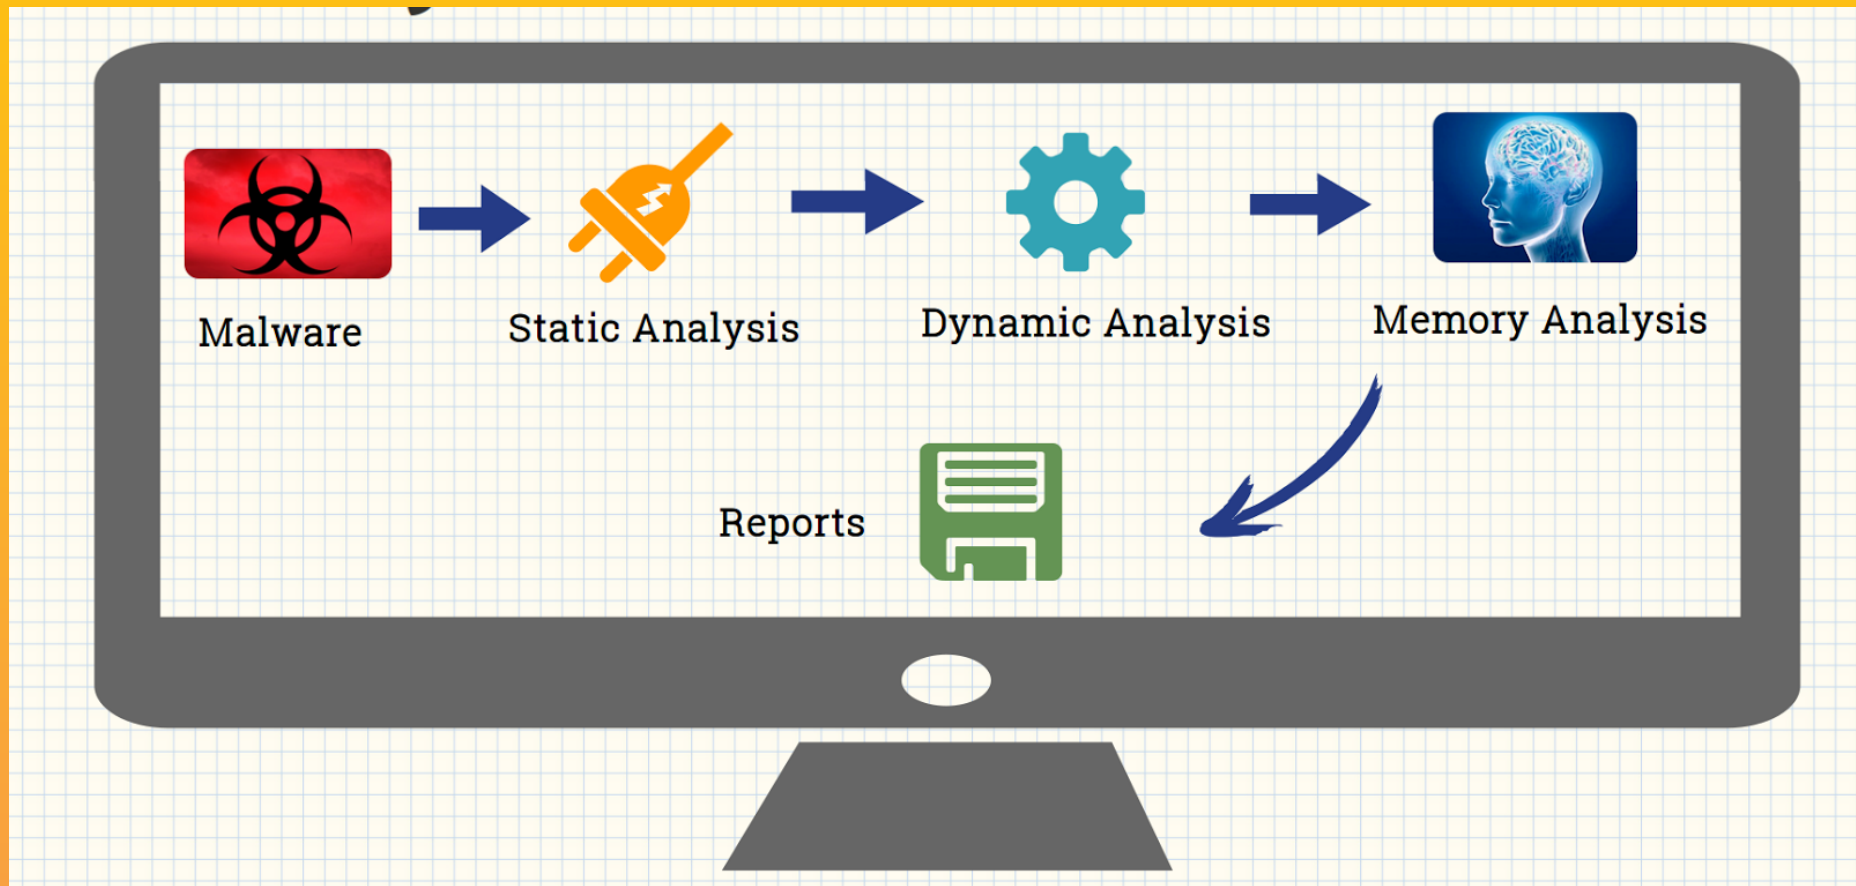 Malware
Static Analysis
Dynamic Analysis
Memory Analysis
Reports